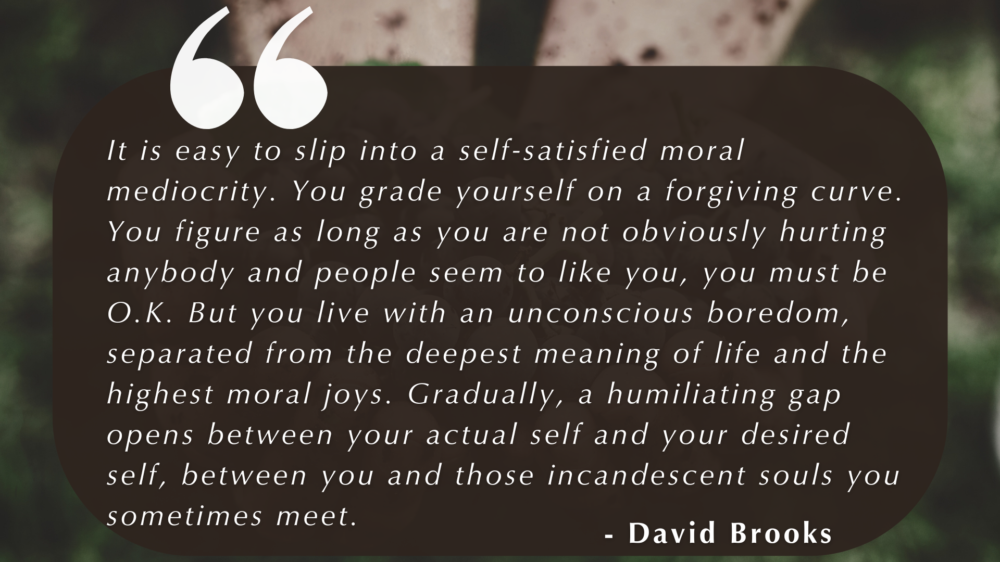 “
It is easy to slip into a self-satisfied moral
mediocrity. You grade yourself on a forgiving curve.
You figure as long as you are not obviously hurting
anybody and people seem to like you, you must be
O.K. But you live with an unconscious boredom,
separated from the deepest meaning of life and the
highest moral joys. Gradually, a humiliating gap
opens between your actual self and your desired
self, between you and those incandescent souls you
sometimes meet.
- David Brooks